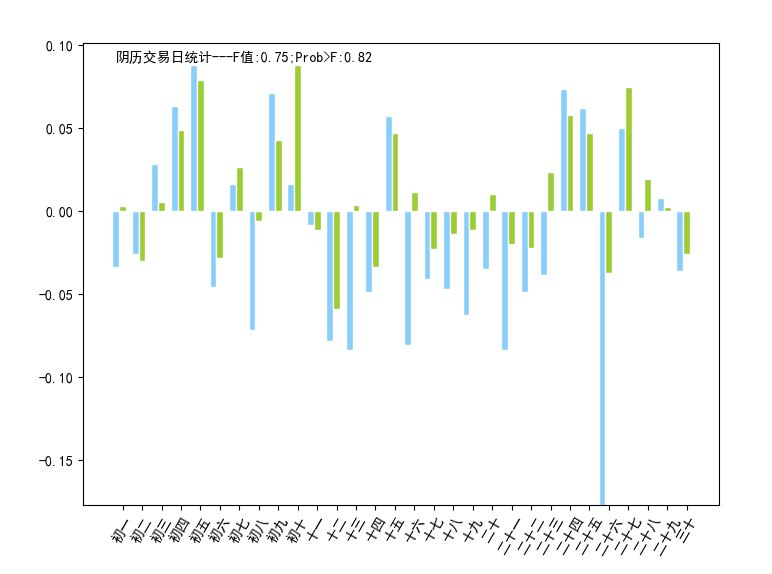 阴历交易日统计---F值:0.75;Prob>F:0.82
0.10
0.05
0.00
-0.05
-0.10
-0.15
初一
初二
初三
初四
初五
初六
初七
初八
初九
初十
十一
十二
十三
十四
十五
十六
十七
十八
十九
二十
二十一
二十二
二十三
二十四
二十五
二十六
二十七
二十八
二十九
三十